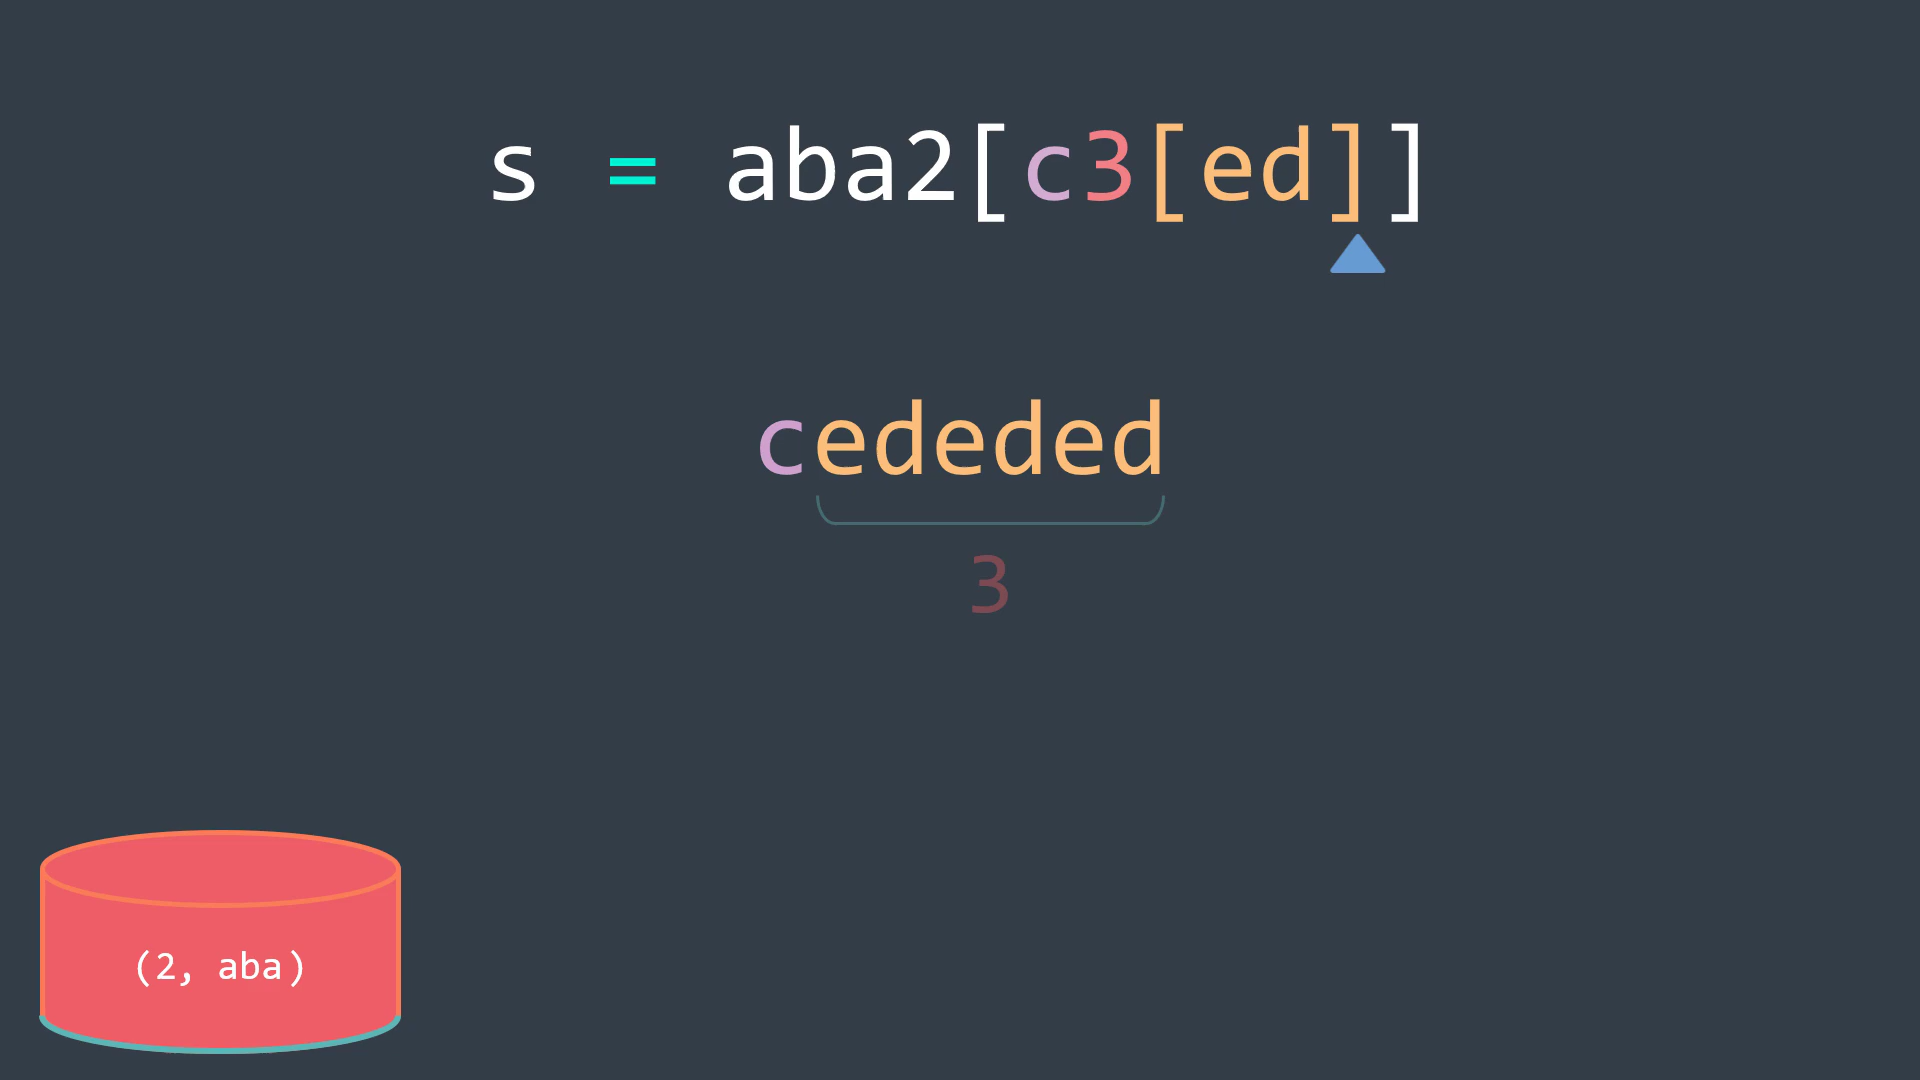 s = aba2[c3[ed]]
cededed
3
(2, aba)